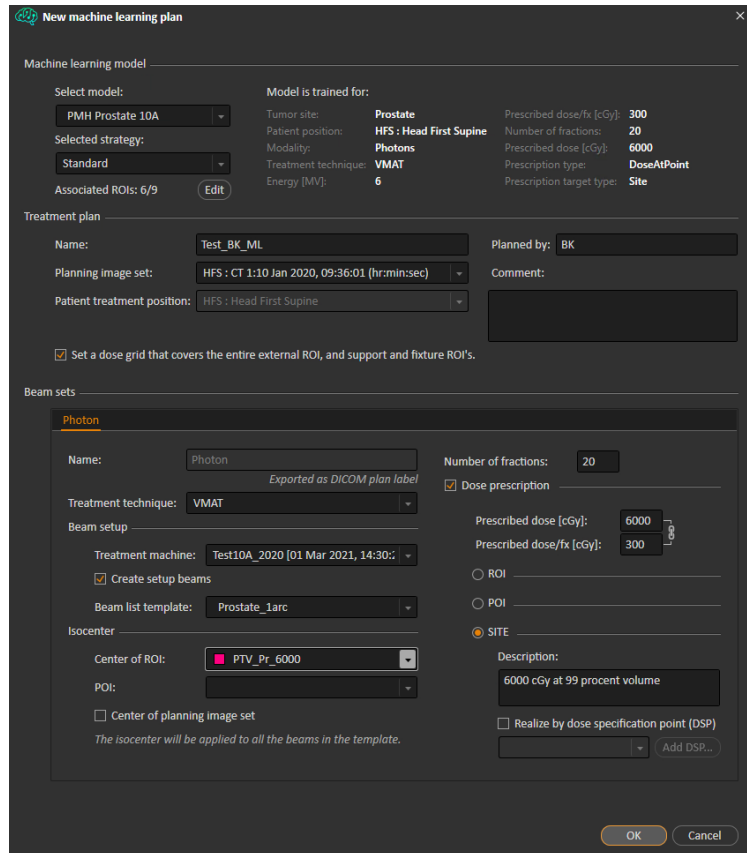 New machine learning plan
Machine learning model
Select model:
PMH Prostate 10A
Selected strategy:
Standard
Associated ROIs: 6/9 Edit
Model is trained for:
Tumor site: Prostate
Patient position: HFS : Head First Supine
Modality: Photons
Treatment technique: VMAT
Energy [MV]: 6
Prescribed dose/fx [cGy]: 300
Number of fractions: 20
Prescribed dose [cGy]: 6000
Prescription type: DoseAtPoint
Prescription target type: Site
Treatment plan
Name: Test_BK_ML
Planned by: BK
Planning image set: HFS : CT 1:10 Jan 2020, 09:36:01 (hr:min:sec)
Comment:
Patient treatment position: HFS : Head First Supine
Set a dose grid that covers the entire external ROI, and support and fixture ROI's.
Beam sets
Photon
Name: Photon
Exported as DICOM plan label
Treatment technique: VMAT
Beam setup
Treatment machine: Test10A_2020 [01 Mar 2021, 14:30:
Create setup beams
Beam list template: Prostate_1arc
Isocenter
Center of ROI: PTV_Pr_6000
POI:
Center of planning image set
The isocenter will be applied to all the beams in the template.
Number of fractions: 20
Dose prescription
Prescribed dose [cGy]: 6000
Prescribed dose/fx [cGy]: 300
ROI
POI
SITE
Description:
6000 cGy at 99 procent volume
Realize by dose specification point (DSP)
Add DSP...
OK Cancel